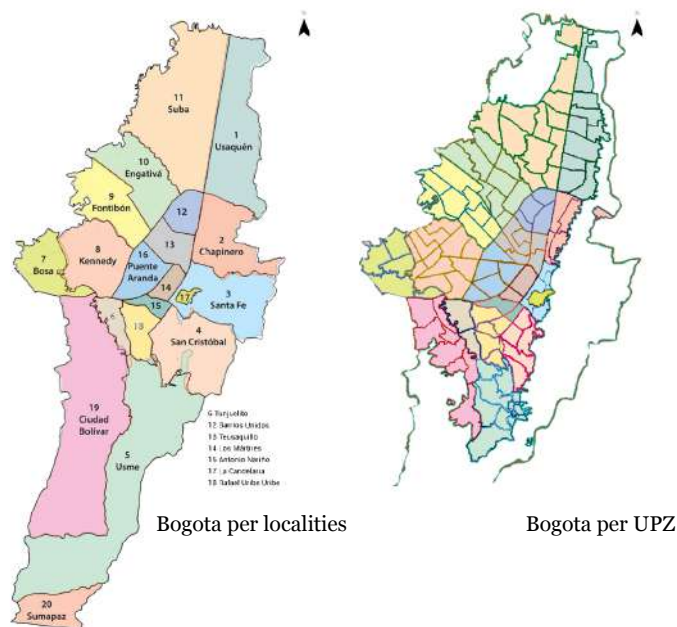 11
Suba
1
Usaquén
10
Engativá
9
Fontibón
12
2
Chapinero
13
8
Kennedy
7
Bosa
16
Puente
Aranda
14
17
3
Santa Fe
15
6
18
4
San Cristóbal
19
Ciudad
Bolívar
5
Usme
20
Sumapaz
6 Tunjuelito
12 Barrios Unidos
13 Teusaquillo
14 Los Mártires
15 Antonio Nariño
17 La Candelaria
18 Rafael Uribe Uribe
Bogota per localities
Bogota per UPZ